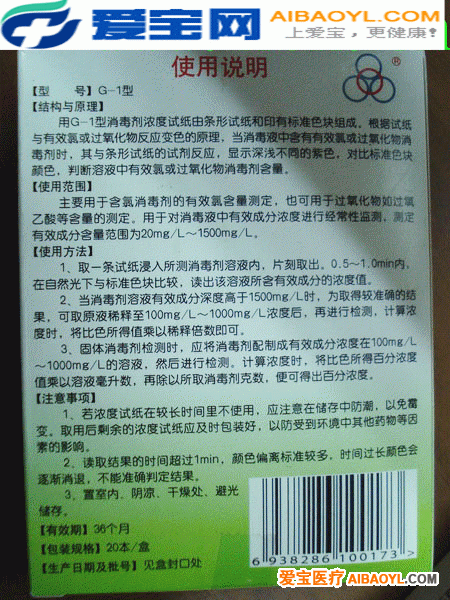 爱宝网
AIBAOYL.COM
上爱宝，更健康！
使用说明
®
【型 号】G-1型
【结构与原理】
用G-1型消毒剂浓度试纸由条形试纸和印有标准色块组成。根据试纸
与有效氯或过氧化物反应变色的原理，当消毒液中含有有效氯或过氧化物消
毒剂时，其与条形试纸的试剂反应，显示深浅不同的紫色，对比标准色块
颜色，判断溶液中有效氯或过氧化物消毒剂含量。
【使用范围】
主要用于含氯消毒剂的有效氯含量测定，也可用于过氧化物如过氧
乙酸等含量的测定。用于对消毒液中有效成分浓度进行经常性监测，测定
有效成分含量范围为20mg/L～1500mg/L。
【使用方法】
1、取一条试纸浸入所测消毒剂溶液内，片刻取出。0.5～1.0min内，
在自然光下与标准色块比较，读出该溶液所含有效成分的浓度值。
2、当消毒剂溶液有效成分深度高于1500mg/L时，为取得较准确的结
果，可取原液稀释至100mg/L～1000mg/L浓度后，再进行检测，计算浓
度时，将比色所得值乘以稀释倍数即可。
3、固体消毒剂检测时，应将消毒剂配制成有效成分浓度在100mg/L
～1000mg/L的溶液，然后进行检测。计算浓度时，将比色所得百分浓度
值乘以溶液毫升数，再除以所取消毒剂克数，便可得出百分浓度。
【注意事项】
1、若浓度试纸在较长时间里不使用，应注意在储存中防潮，以免霉
变。取用后剩余的浓度试纸应及时包装好，以防受到环境中其他药物等因
素的影响。
2、读取结果的时间超过1min，颜色偏离标准较多，时间过长颜色会
逐渐消退，不能准确判定结果。
3、置室内、阴凉、干燥处、避光
储存。
【有效期】36个月
【包装规格】20本/盒
【生产日期及批号】见盒封口处
6 938286 100173 >
爱宝医疗AIBAOYL.COM